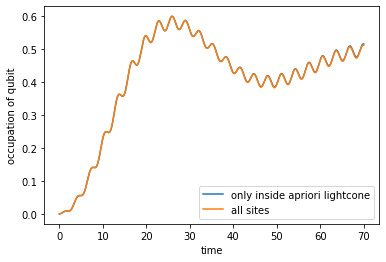 0.6
0.5
0.4
0.3
0.2
0.1
0.0
occupation of qubit
only inside apriori lightcone
all sites
0 10 20 30 40 50 60 70
time